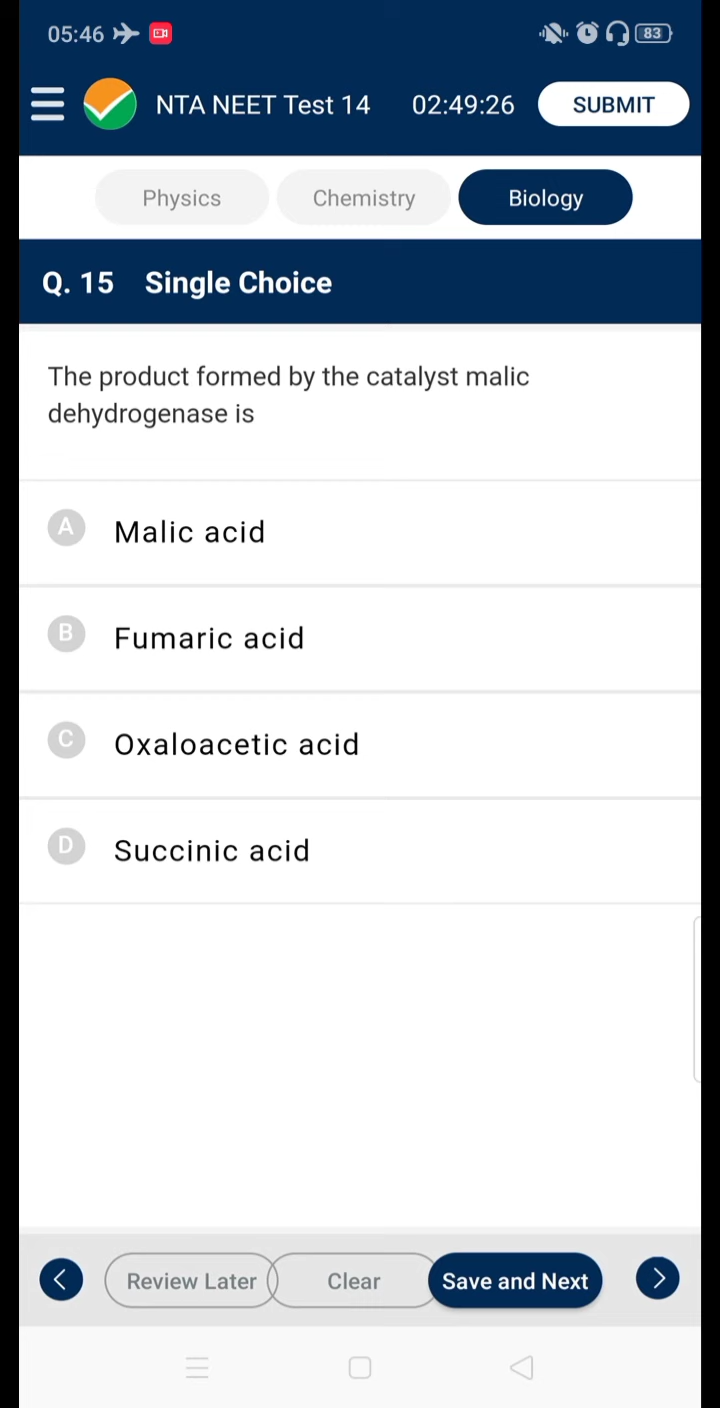 05:46 83
NTA NEET Test 14 02:49:26 SUBMIT
Physics Chemistry Biology
Q. 15 Single Choice
The product formed by the catalyst malic
dehydrogenase is
A Malic acid
B Fumaric acid
C Oxaloacetic acid
D Succinic acid
Review Later Clear Save and Next